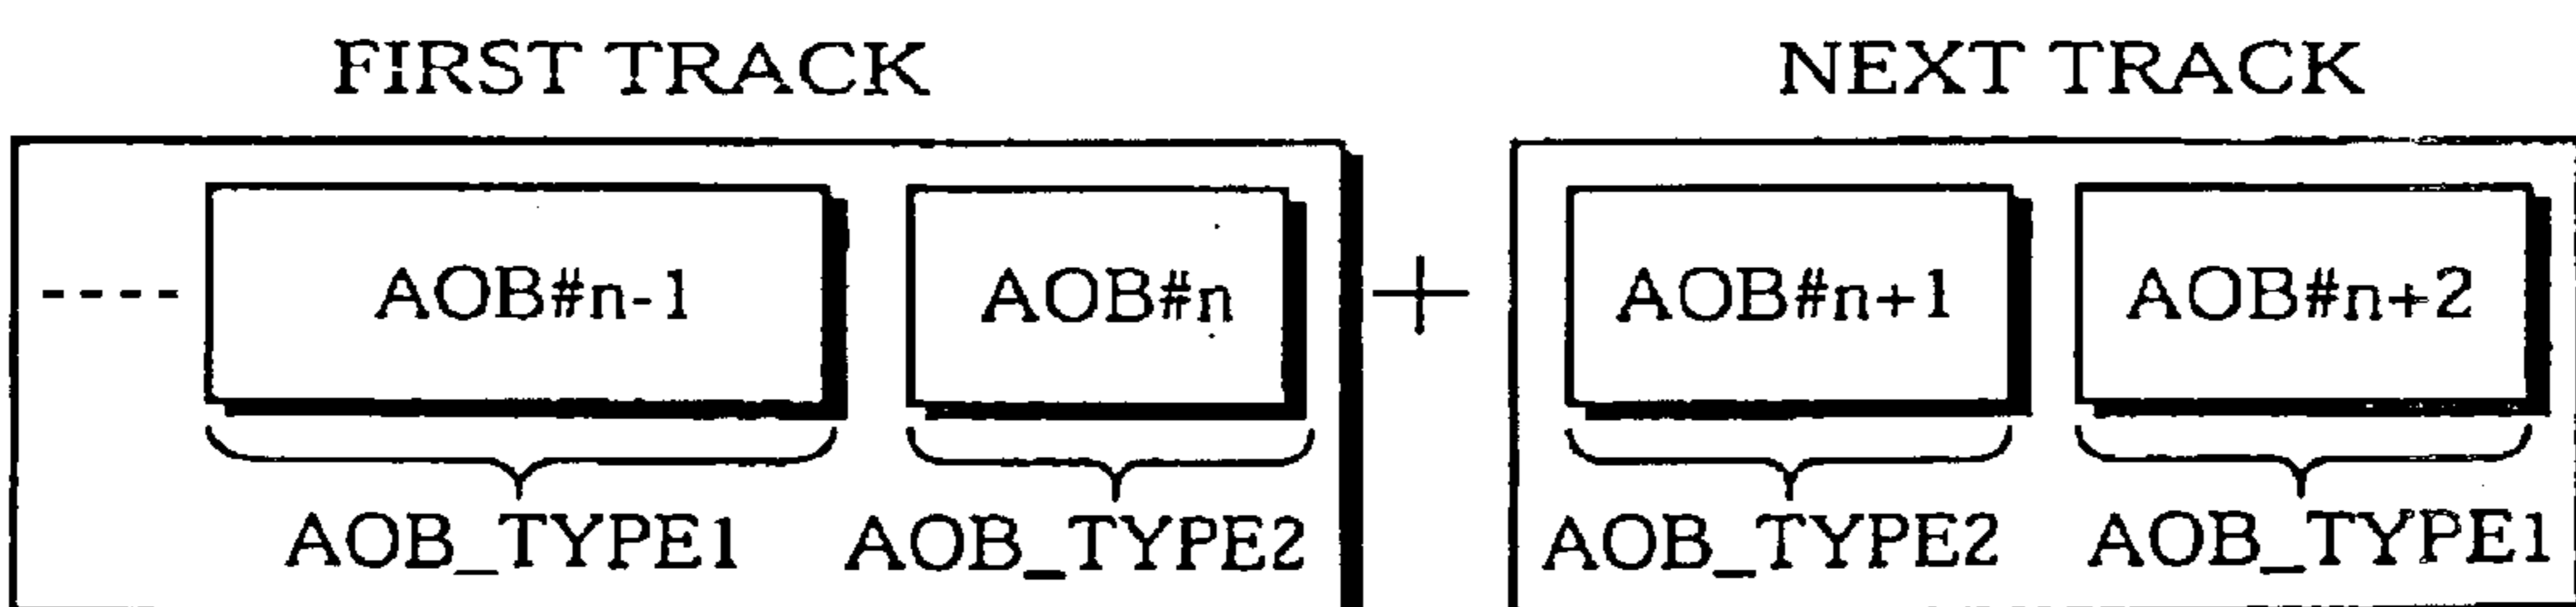 FIRST TRACK
NEXT TRACK
AOB#n-1
AOB#n
+
AOB#n+1
AOB#n+2
AOB_TYPE1
AOB_TYPE2
AOB_TYPE2
AOB_TYPE1